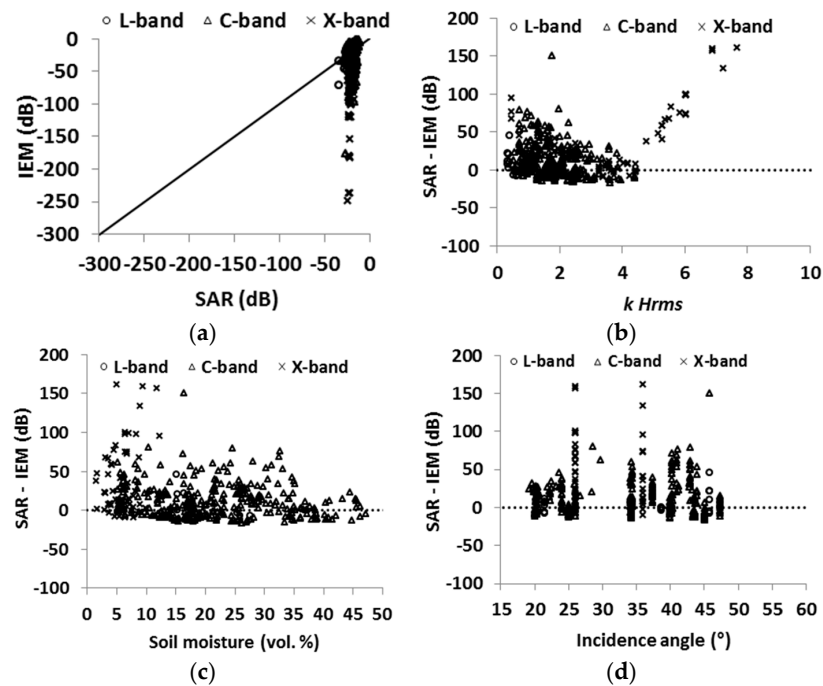 ○ L-band △ C-band × X-band
0
-50
-100
-150
-200
-250
-300
-300 -250 -200 -150 -100 -50 0
IEM (dB)
SAR (dB)
(a)
○ L-band △ C-band × X-band
200
150
100
50
0
-50
-100
0 2 4 6 8 10
SAR - IEM (dB)
k Hrms
(b)
○ L-band △ C-band × X-band
200
150
100
50
0
-50
-100
0 5 10 15 20 25 30 35 40 45 50
SAR - IEM (dB)
Soil moisture (vol. %)
(c)
○ L-band △ C-band × X-band
200
150
100
50
0
-50
-100
15 20 25 30 35 40 45 50 55 60
SAR - IEM (dB)
Incidence angle (°)
(d)